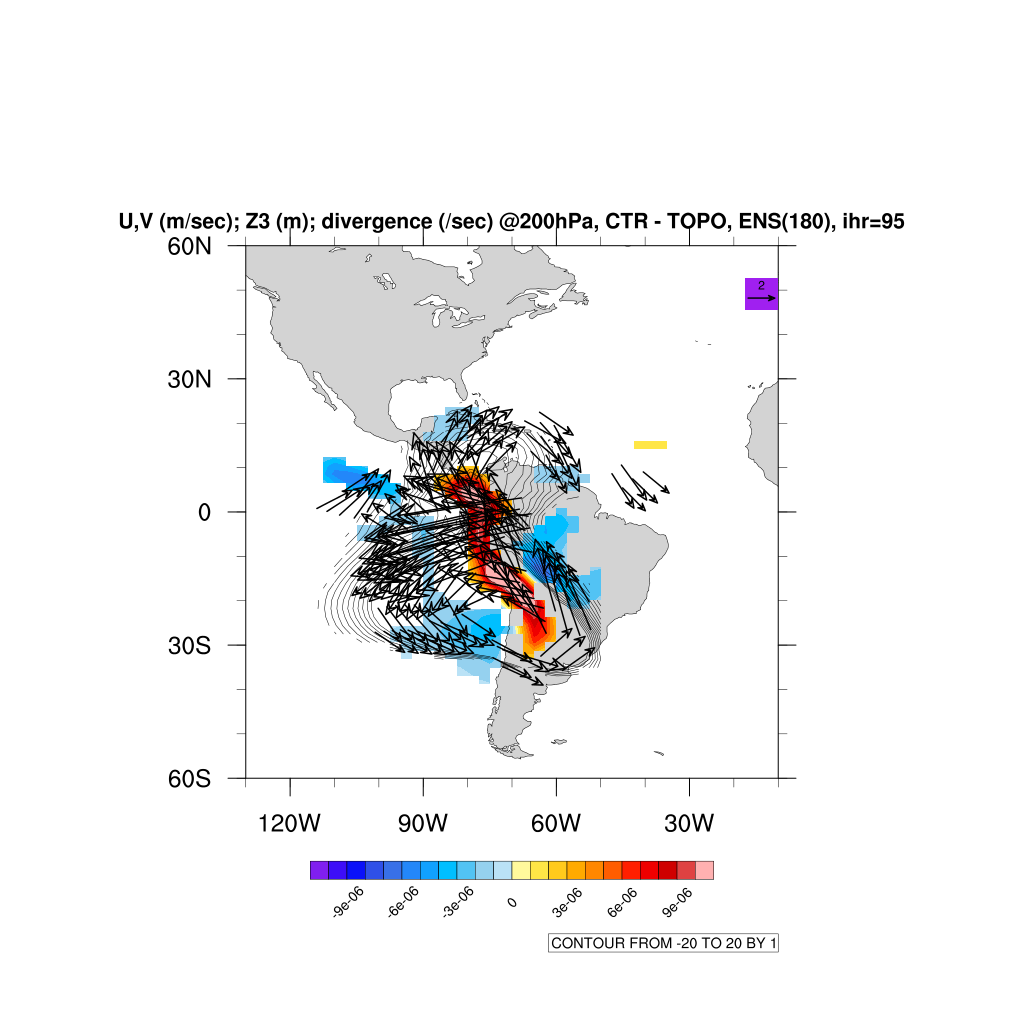 U,V (m/sec); Z3 (m); divergence (/sec) @200hPa, CTR - TOPO, ENS(180), ihr=95
60N
2
30N
0
30S
60S
120W 90W 60W 30W
-9e-06 -6e-06 -3e-06 0 3e-06 6e-06 9e-06
CONTOUR FROM -20 TO 20 BY 1